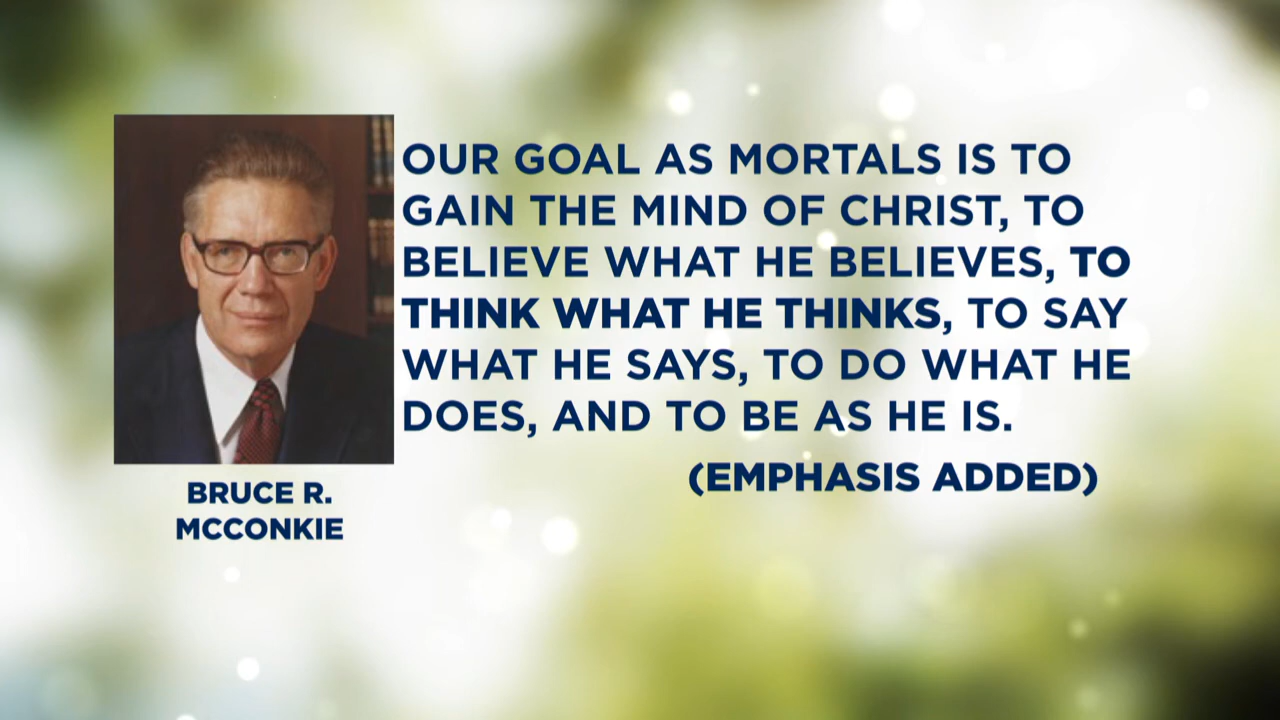 OUR GOAL AS MORTALS IS TO
GAIN THE MIND OF CHRIST, TO
BELIEVE WHAT HE BELIEVES, TO
THINK WHAT HE THINKS, TO SAY
WHAT HE SAYS, TO DO WHAT HE
DOES, AND TO BE AS HE IS.
(EMPHASIS ADDED)
BRUCE R.
MCCONKIE